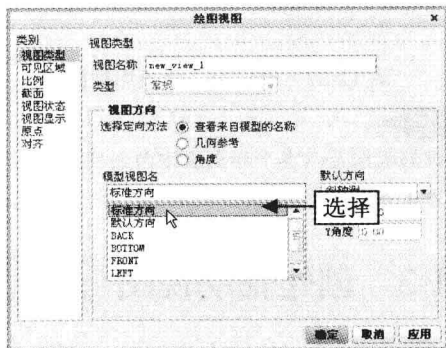 绘图视图
类别
视图类型
可见区域
比例
截面
视图状态
视图显示
原点
对齐
视图类型
视图名称 new_view_1
类型 常规
视图方向
选择定向方法 查看来自模型的名称
几何参考
角度
模型视图名
默认方向
标准方向
标准方向
默认方向
BACK
BOTTOM
FRONT
LEFT
选择
Y角度 0.00
确定 取消 应用